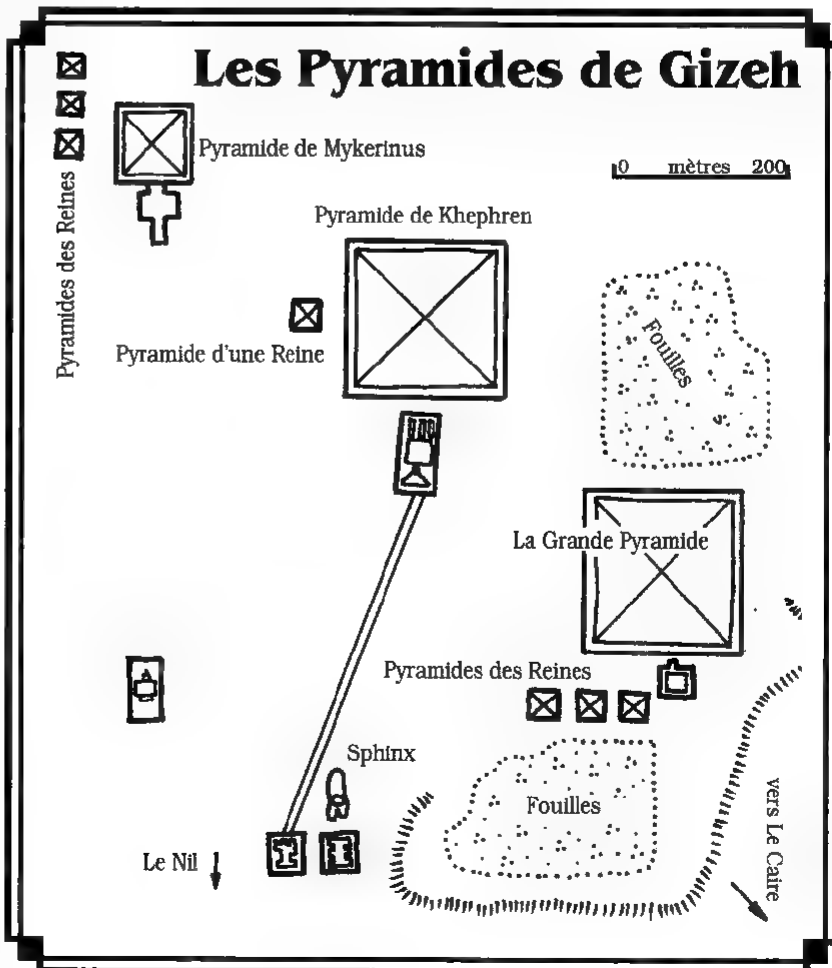 Les Pyramides de Gizeh
Pyramide de Mykerinus
0 mètres 200
Pyramides des Reines
Pyramide de Khephren
Pyramide d'une Reine
Fouilles
La Grande Pyramide
Pyramides des Reines
Sphinx
Fouilles
vers Le Caire
Le Nil